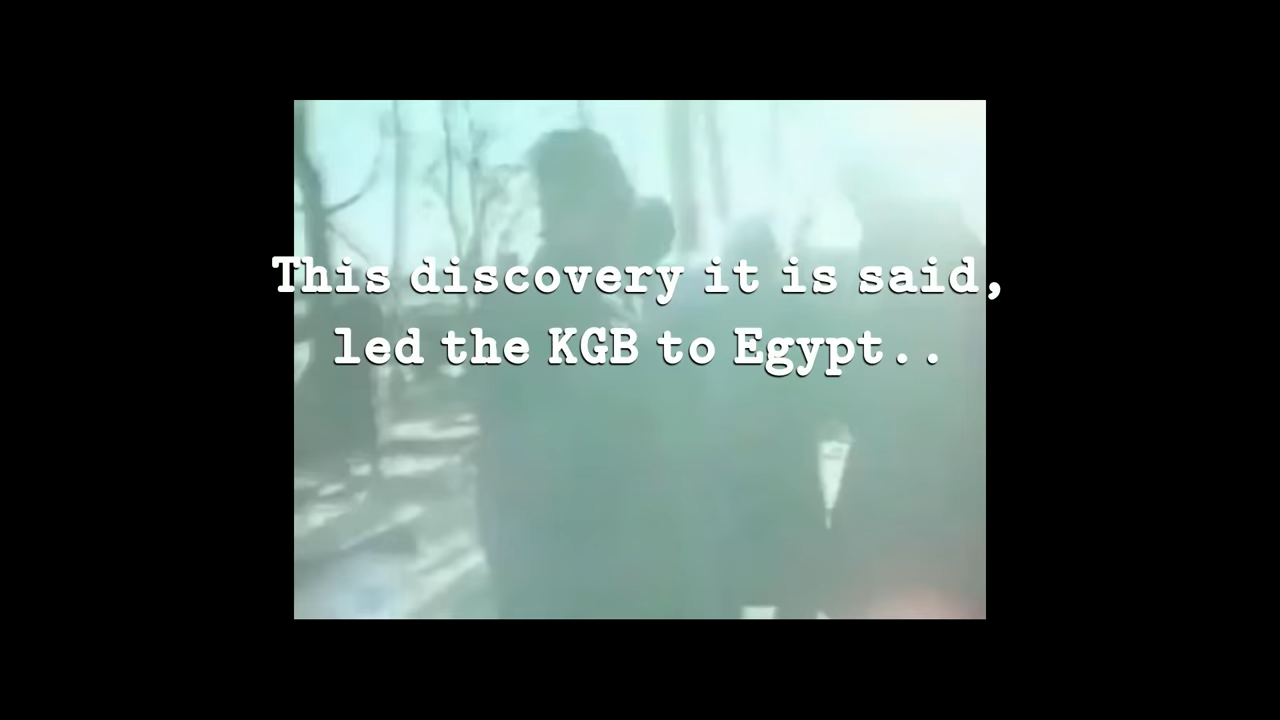 This discovery it is said,
led the KGB to Egypt..